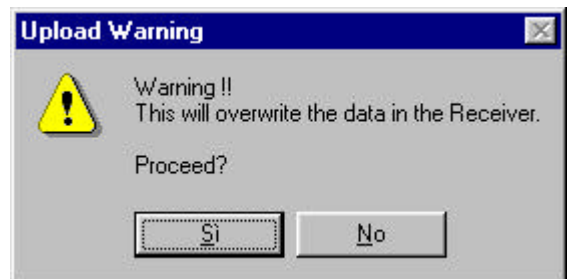 Upload Warning
Warning !!
This will overwrite the data in the Receiver.
Proceed?
Sì
No